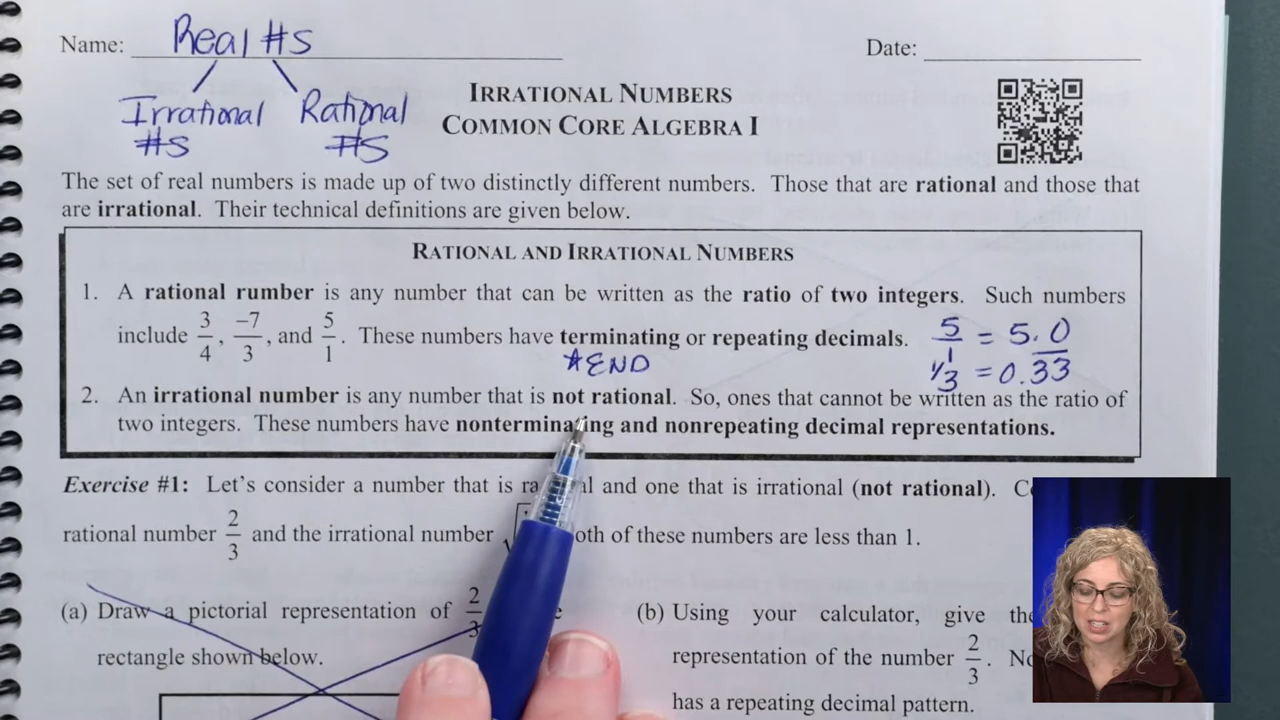 Name: Real #s
Date:
Irrational #s
Rational #s
IRRATIONAL NUMBERS
COMMON CORE ALGEBRA I
The set of real numbers is made up of two distinctly different numbers. Those that are rational and those that
are irrational. Their technical definitions are given below.
RATIONAL AND IRRATIONAL NUMBERS
1. A rational rumber is any number that can be written as the ratio of two integers. Such numbers
include 3/4, -7/3, and 5/1. These numbers have terminating or repeating decimals.
5/1 = 5.0
*END
1/3 = 0.33
2. An irrational number is any number that is not rational. So, ones that cannot be written as the ratio of
two integers. These numbers have nonterminating and nonrepeating decimal representations.
Exercise #1: Let's consider a number that is and one that is irrational (not rational).
rational number 2/3 and the irrational number of these numbers are less than 1.
(a) Draw a pictorial representation of 2/3
rectangle shown below.
(b) Using your calculator, give the
representation of the number 2/3.
has a repeating decimal pattern.